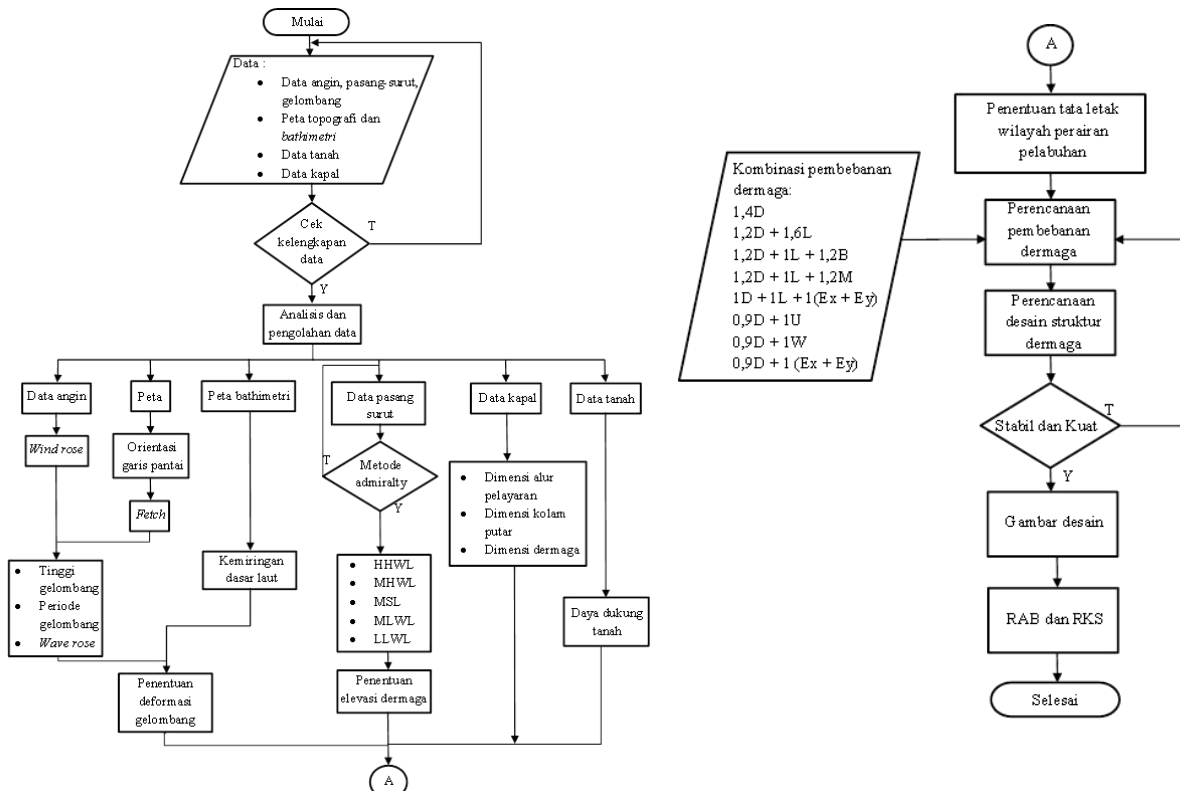 Mulai
Data :
• Data angin, pasang-surut,
gelombang
• Peta topografi dan
bathimetri
• Data tanah
• Data kapal
Cek
kelengkapan
data
T
Y
Analisis dan
pengolahan data
Data angin
Peta
Peta bathimetri
Data pasang
surut
Data kapal
Data tanah
Wind rose
Orientasi
garis pantai
Fetch
Metode
admiralty
T
Y
• Dimensi alur
pelayaran
• Dimensi kolam
putar
• Dimensi dermaga
• Tinggi
gelombang
• Periode
gelombang
• Wave rose
Kemiringan
dasar laut
• HHWL
• MHWL
• MSL
• MLWL
• LLWL
Daya dukung
tanah
Penentuan
deformasi
gelombang
Penentuan
elevasi dermaga
A
A
Penentuan tata letak
wilayah perairan
pelabuhan
Kombinasi pembebanan
dermaga:
1,4D
1,2D + 1,6L
1,2D + 1L + 1,2B
1,2D + 1L + 1,2M
1D + 1L + 1(Ex + Ey)
0,9D + 1U
0,9D + 1W
0,9D + 1 (Ex + Ey)
Perencanaan
pembebanan
dermaga
Perencanaan
desain struktur
dermaga
Stabil dan Kuat
T
Y
Gambar desain
RAB dan RKS
Selesai